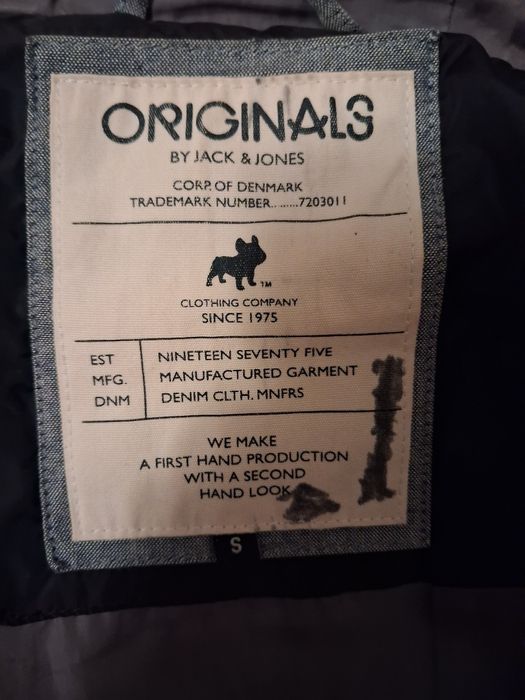 ORIGINALS
BY JACK & JONES
CORP. OF DENMARK
TRADEMARK NUMBER.........7203011
TM
CLOTHING COMPANY
SINCE 1975
EST NINETEEN SEVENTY FIVE
MFG. MANUFACTURED GARMENT
DNM DENIM CLTH. MNFRS
WE MAKE
A FIRST HAND PRODUCTION
WITH A SECOND
HAND LOOK
S